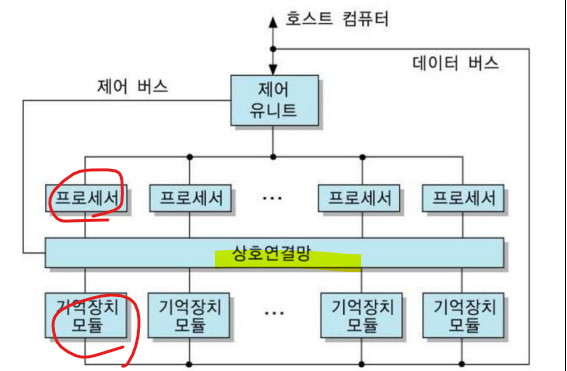 호스트 컴퓨터
데이터 버스
제어 버스
제어
유니트
프로세서 프로세서 ... 프로세서 프로세서
상호연결망
기억장치 기억장치 ... 기억장치 기억장치
모듈 모듈 모듈 모듈